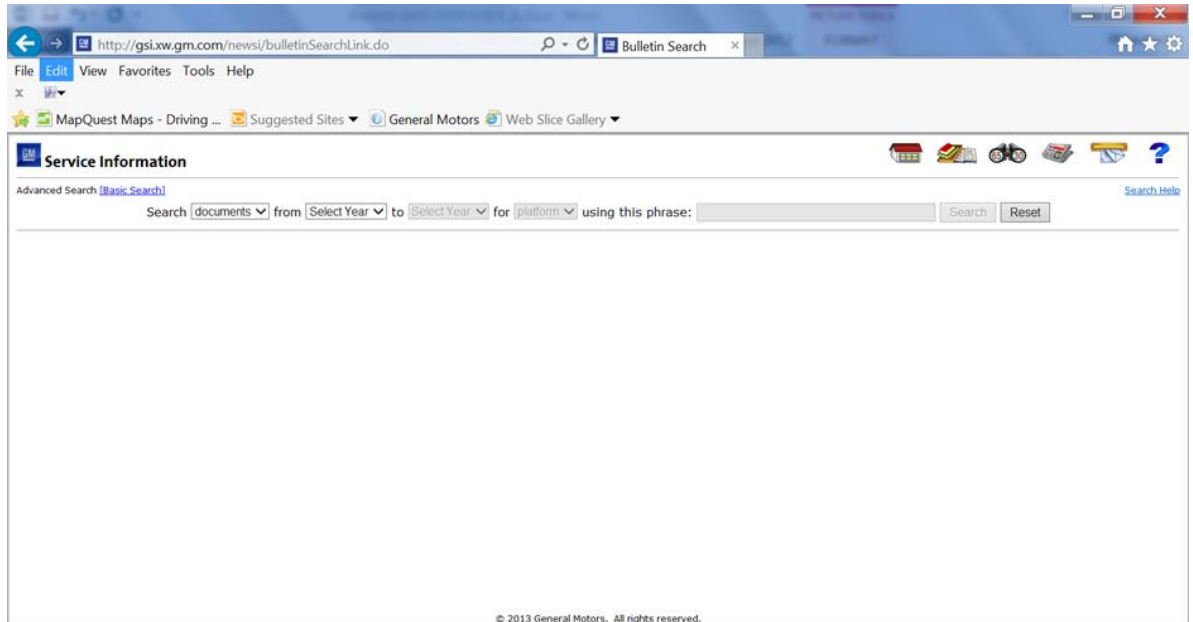 http://gsi.xw.gm.com/newsi/bulletinSearchLink.do Bulletin Search
File Edit View Favorites Tools Help
MapQuest Maps - Driving ... Suggested Sites General Motors Web Slice Gallery
GM Service Information
Advanced Search [Basic Search] Search Help
Search documents from Select Year to Select Year for platform using this phrase: Search Reset
© 2013 General Motors. All rights reserved.